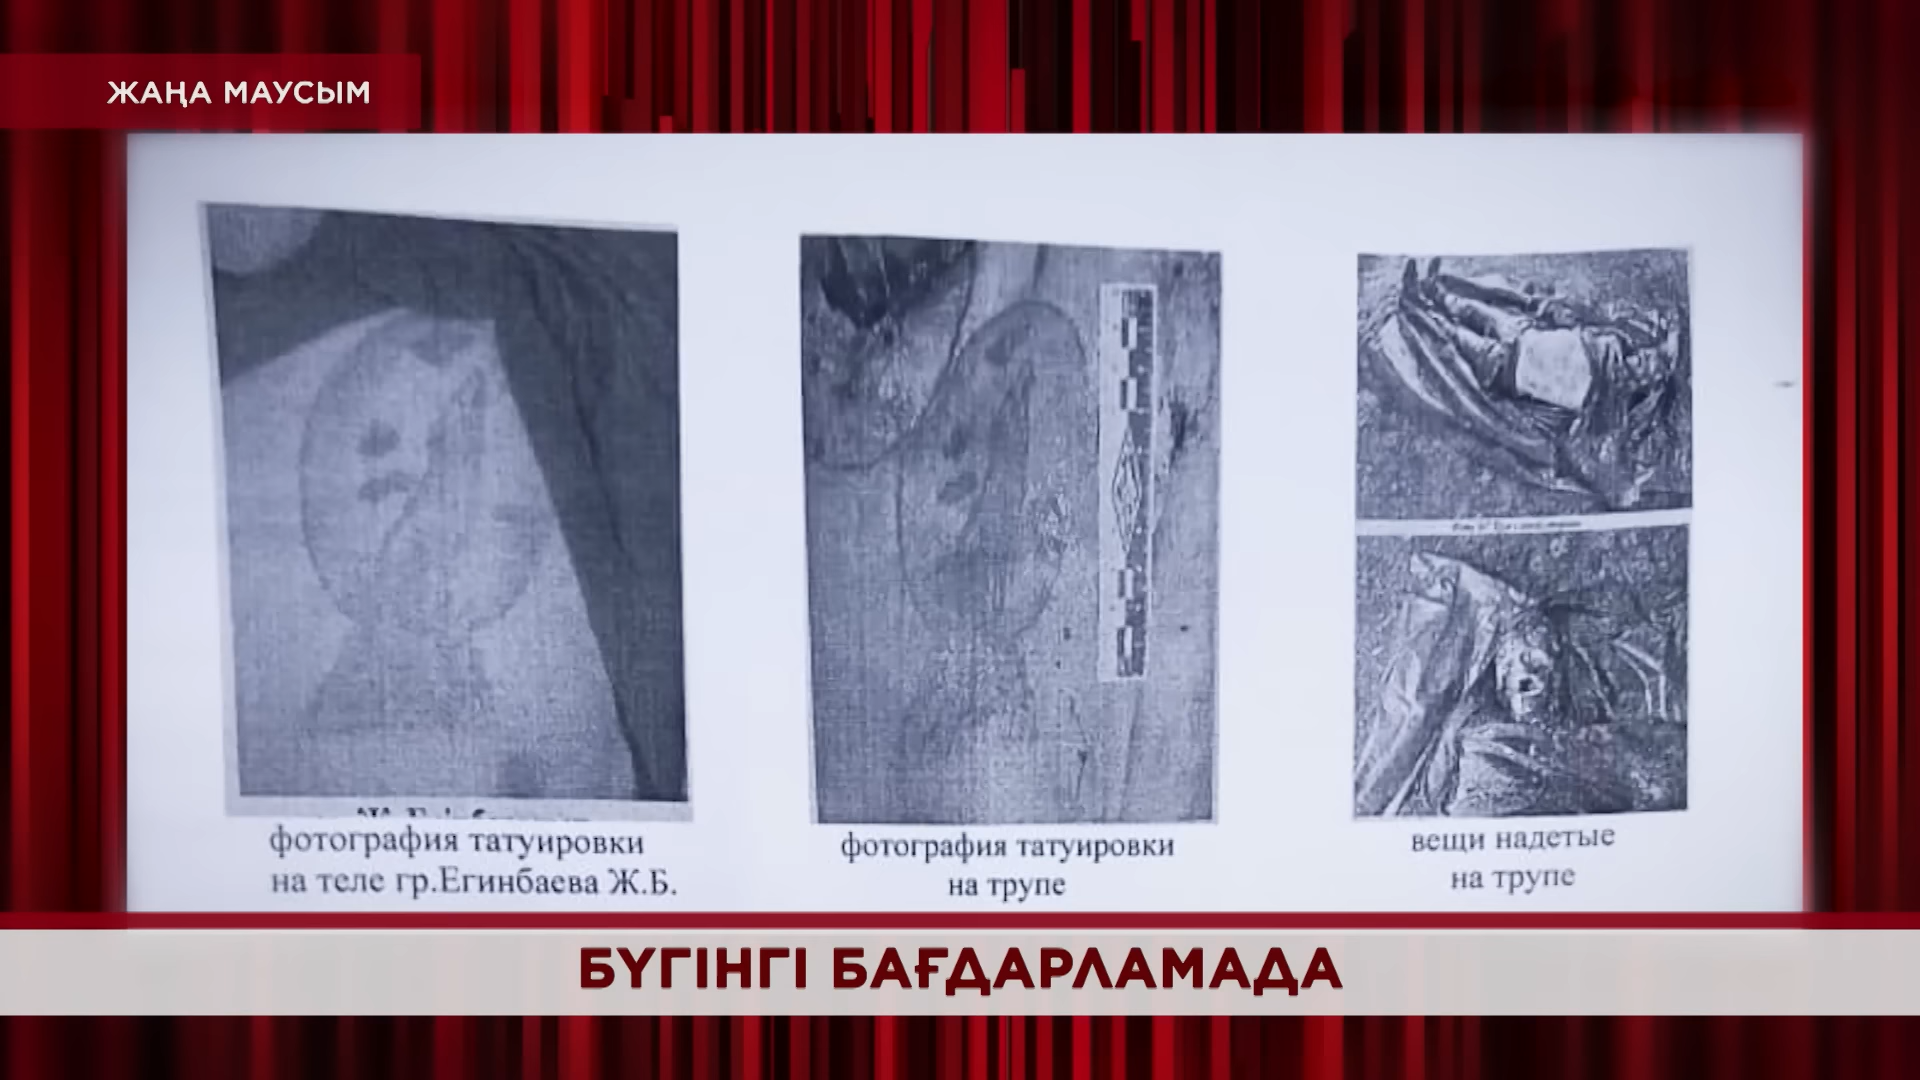 ЖАҢА МАУСЫМ
фотография татуировки
на теле гр.Егинбаева Ж.Б.
фотография татуировки
на трупе
вещи надетые
на трупе
БҮГІНГІ БАҒДАРЛАМАДА